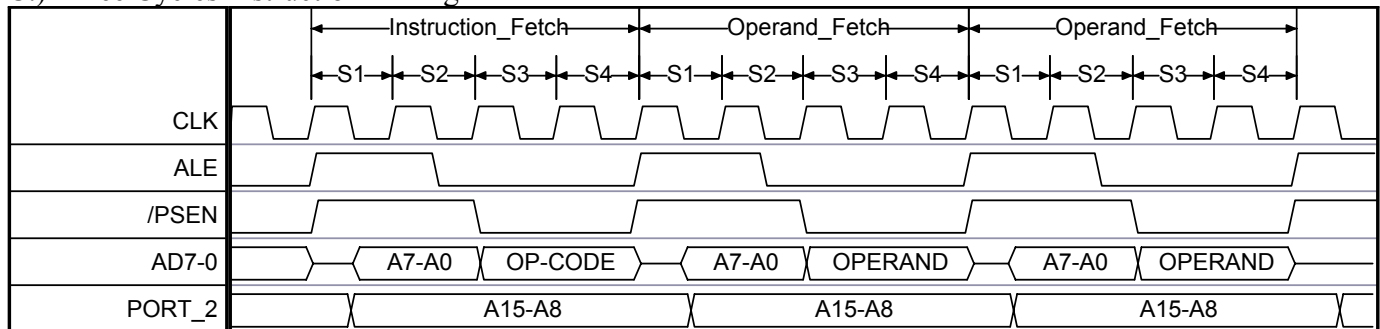 Instruction_Fetch Operand_Fetch Operand_Fetch
S1 S2 S3 S4 S1 S2 S3 S4 S1 S2 S3 S4
CLK
ALE
/PSEN
AD7-0 A7-A0 OP-CODE A7-A0 OPERAND A7-A0 OPERAND
PORT_2 A15-A8 A15-A8 A15-A8